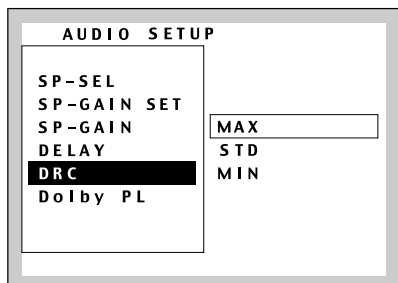 AUDIO SETUP
SP-SEL
SP-GAIN SET
SP-GAIN
DELAY
DRC
Dolby PL
MAX
STD
MIN